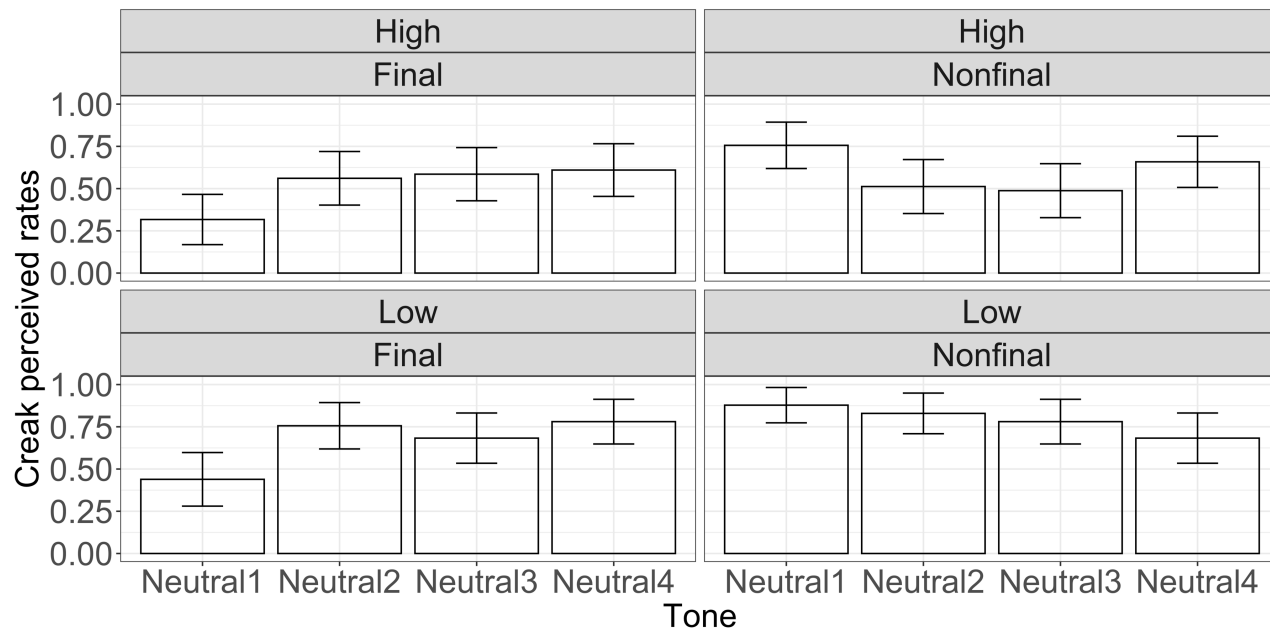 High
High
Final
Nonfinal
1.00
0.75
0.50
0.25
0.00
Low
Low
Final
Nonfinal
1.00
0.75
0.50
0.25
0.00
Creak perceived rates
Neutral1 Neutral2 Neutral3 Neutral4
Neutral1 Neutral2 Neutral3 Neutral4
Tone